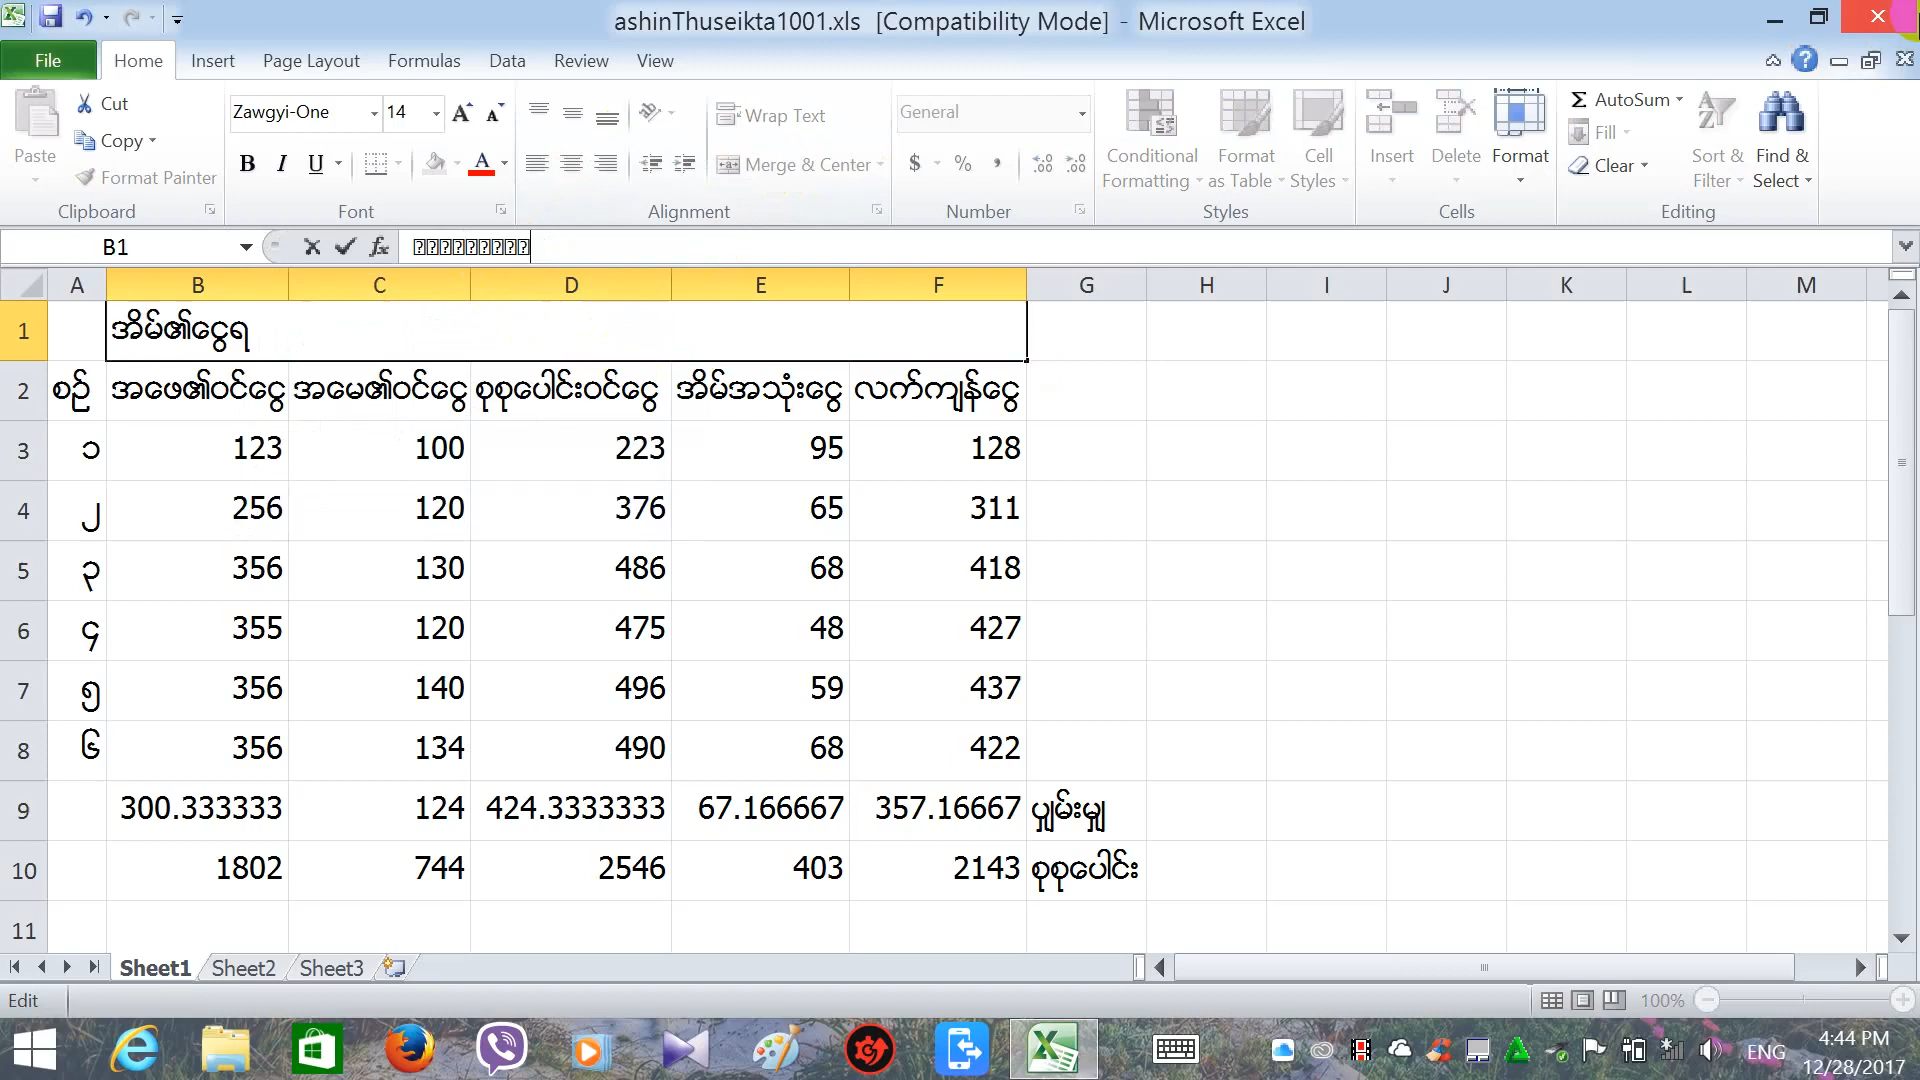 ashinThuseikta1001.xls [Compatibility Mode] - Microsoft Excel
File Home Insert Page Layout Formulas Data Review View
Paste
Cut
Copy
Format Painter
Clipboard
Zawgyi-One 14
B I U
Font
Wrap Text
Merge & Center
Alignment
General
$ % ,
Number
Conditional Formatting
Format as Table
Cell Styles
Styles
Insert Delete Format
Cells
AutoSum
Fill
Clear
Sort & Filter
Find & Select
Editing
B1 fx
A B C D E F G H I J K L M
1 အိမ်၏ငွေရ
2 စဉ် အဖေ၏ဝင်ငွေ အမေ၏ဝင်ငွေ စုစုပေါင်းဝင်ငွေ အိမ်အသုံးငွေ လက်ကျန်ငွေ
3 ၁ 123 100 223 95 128
4 ၂ 256 120 376 65 311
5 ၃ 356 130 486 68 418
6 ၄ 355 120 475 48 427
7 ၅ 356 140 496 59 437
8 ၆ 356 134 490 68 422
9 300.333333 124 424.3333333 67.166667 357.16667 ပျှမ်းမျှ
10 1802 744 2546 403 2143 စုစုပေါင်း
11
Sheet1 Sheet2 Sheet3
Edit 100%
ENG 4:44 PM
12/28/2017